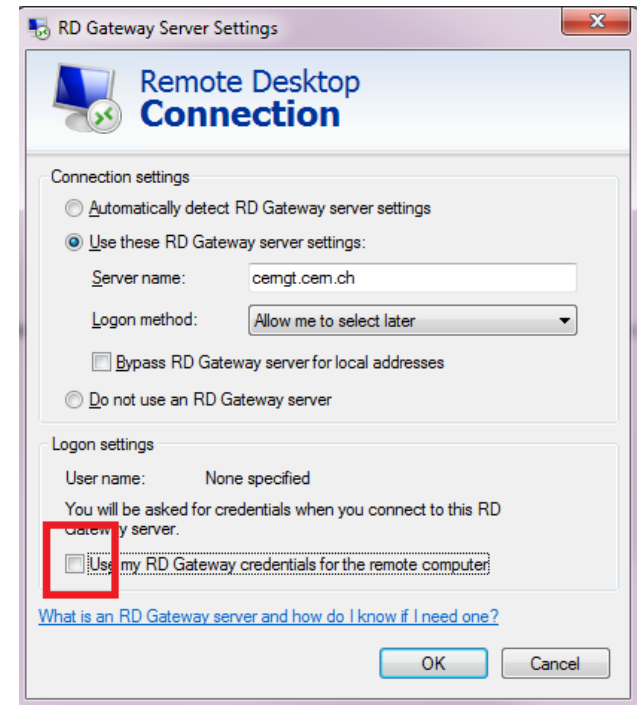 RD Gateway Server Settings
Remote Desktop
Connection
Connection settings
Automatically detect RD Gateway server settings
Use these RD Gateway server settings:
Server name: cerngt.cern.ch
Logon method: Allow me to select later
Bypass RD Gateway server for local addresses
Do not use an RD Gateway server
Logon settings
User name: None specified
You will be asked for credentials when you connect to this RD
Gateway server.
Use my RD Gateway credentials for the remote computer
What is an RD Gateway server and how do I know if I need one?
OK Cancel